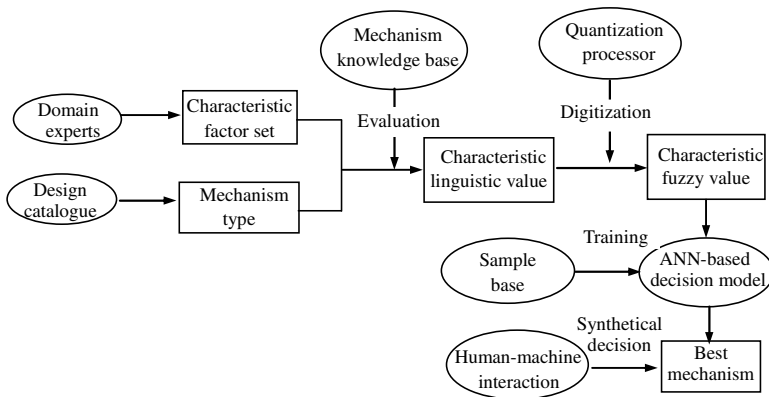 Mechanism
knowledge base
Quantization
processor
Domain
experts
Characteristic
factor set
Evaluation
Digitization
Characteristic
linguistic value
Characteristic
fuzzy value
Design
catalogue
Mechanism
type
Training
Sample
base
ANN-based
decision model
Synthetical
decision
Human-machine
interaction
Best
mechanism